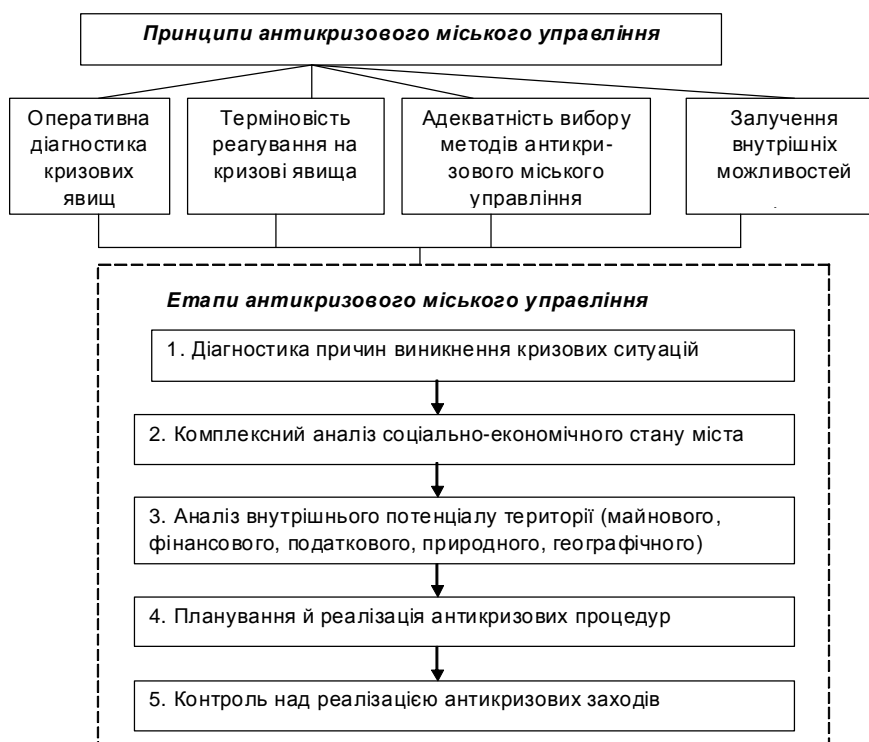 Принципи антикризового міського управління
Оперативна
діагностика
кризових
явищ
Терміновість
реагування на
кризові явища
Адекватність вибору
методів антикри-
зового міського
управління
Залучення
внутрішніх
можливостей
Етапи антикризового міського управління
1. Діагностика причин виникнення кризових ситуацій
2. Комплексний аналіз соціально-економічного стану міста
3. Аналіз внутрішнього потенціалу території (майнового,
фінансового, податкового, природного, географічного)
4. Планування й реалізація антикризових процедур
5. Контроль над реалізацією антикризових заходів